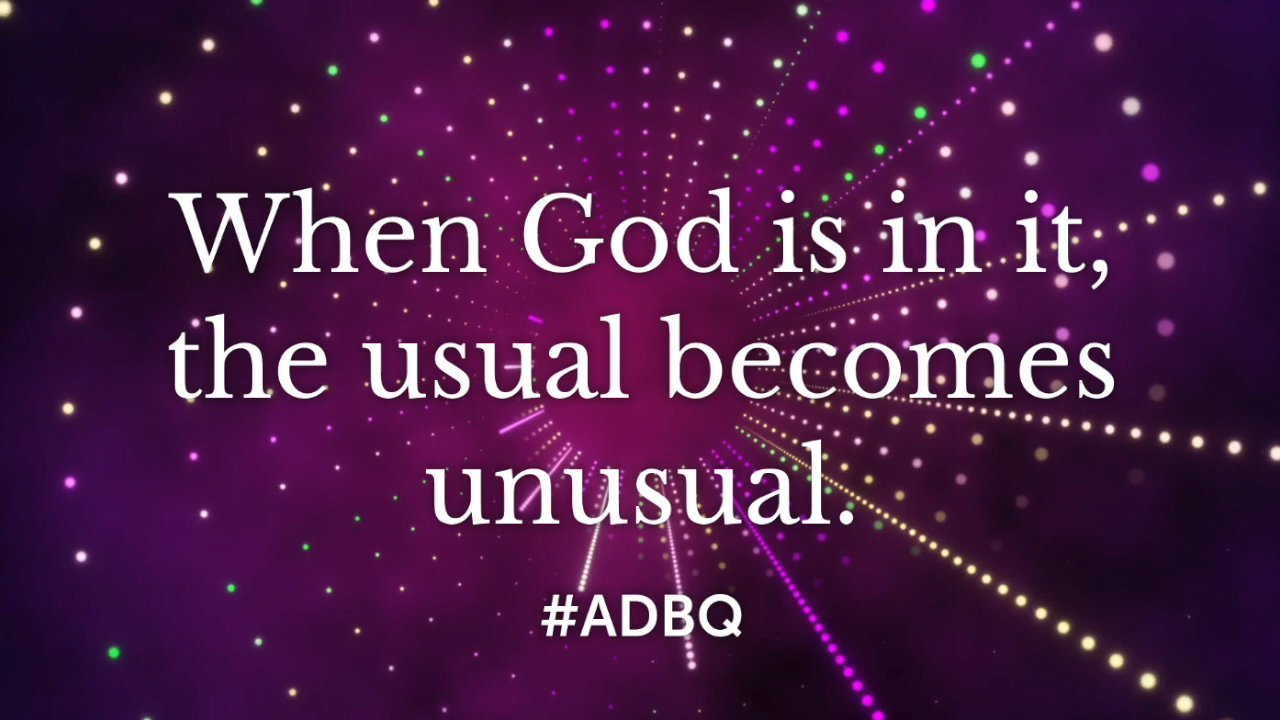 When God is in it,
the usual becomes
unusual.
#ADBQ